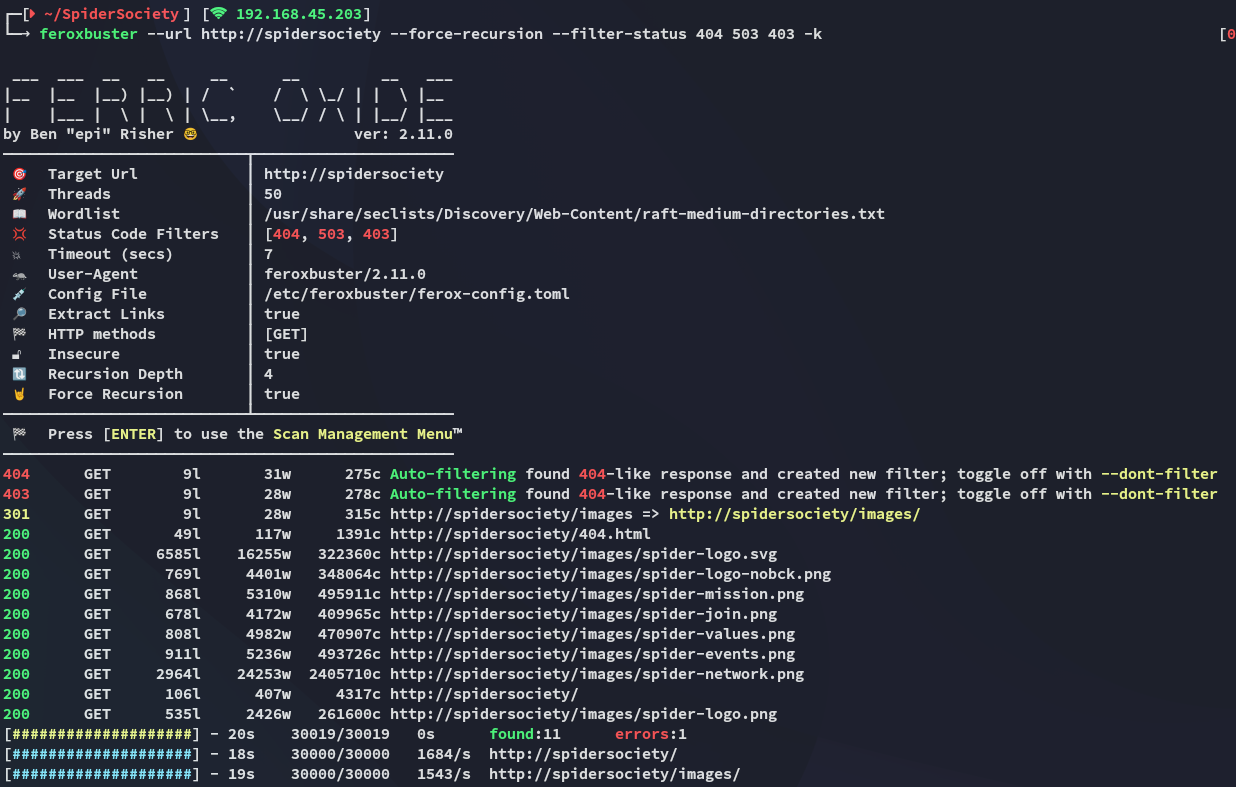 ┌─[ ~/SpiderSociety] [ 192.168.45.203]
└─→ feroxbuster --url http://spidersociety --force-recursion --filter-status 404 503 403 -k [0
 ___  ___  __   __     __      __         __   ___
|__  |__  |__) |__) | /  `    /  \ \_/ | |  \ |__
|    |___ |  \ |  \ | \__,    \__/ / \ | |__/ |___
by Ben "epi" Risher 🤓                 ver: 2.11.0
🎯 Target Url │ http://spidersociety
🚀 Threads │ 50
📖 Wordlist │ /usr/share/seclists/Discovery/Web-Content/raft-medium-directories.txt
💢 Status Code Filters │ [404, 503, 403]
💥 Timeout (secs) │ 7
🦡 User-Agent │ feroxbuster/2.11.0
💉 Config File │ /etc/feroxbuster/ferox-config.toml
🔎 Extract Links │ true
🏁 HTTP methods │ [GET]
🔓 Insecure │ true
🔃 Recursion Depth │ 4
🤘 Force Recursion │ true
🏁 Press [ENTER] to use the Scan Management Menu™
404 GET 9l 31w 275c Auto-filtering found 404-like response and created new filter; toggle off with --dont-filter
403 GET 9l 28w 278c Auto-filtering found 404-like response and created new filter; toggle off with --dont-filter
301 GET 9l 28w 315c http://spidersociety/images => http://spidersociety/images/
200 GET 49l 117w 1391c http://spidersociety/404.html
200 GET 6585l 16255w 322360c http://spidersociety/images/spider-logo.svg
200 GET 769l 4401w 348064c http://spidersociety/images/spider-logo-nobck.png
200 GET 868l 5310w 495911c http://spidersociety/images/spider-mission.png
200 GET 678l 4172w 409965c http://spidersociety/images/spider-join.png
200 GET 808l 4982w 470907c http://spidersociety/images/spider-values.png
200 GET 911l 5236w 493726c http://spidersociety/images/spider-events.png
200 GET 2964l 24253w 2405710c http://spidersociety/images/spider-network.png
200 GET 106l 407w 4317c http://spidersociety/
200 GET 535l 2426w 261600c http://spidersociety/images/spider-logo.png
[####################] - 20s 30019/30019 0s found:11 errors:1
[####################] - 18s 30000/30000 1684/s http://spidersociety/
[####################] - 19s 30000/30000 1543/s http://spidersociety/images/